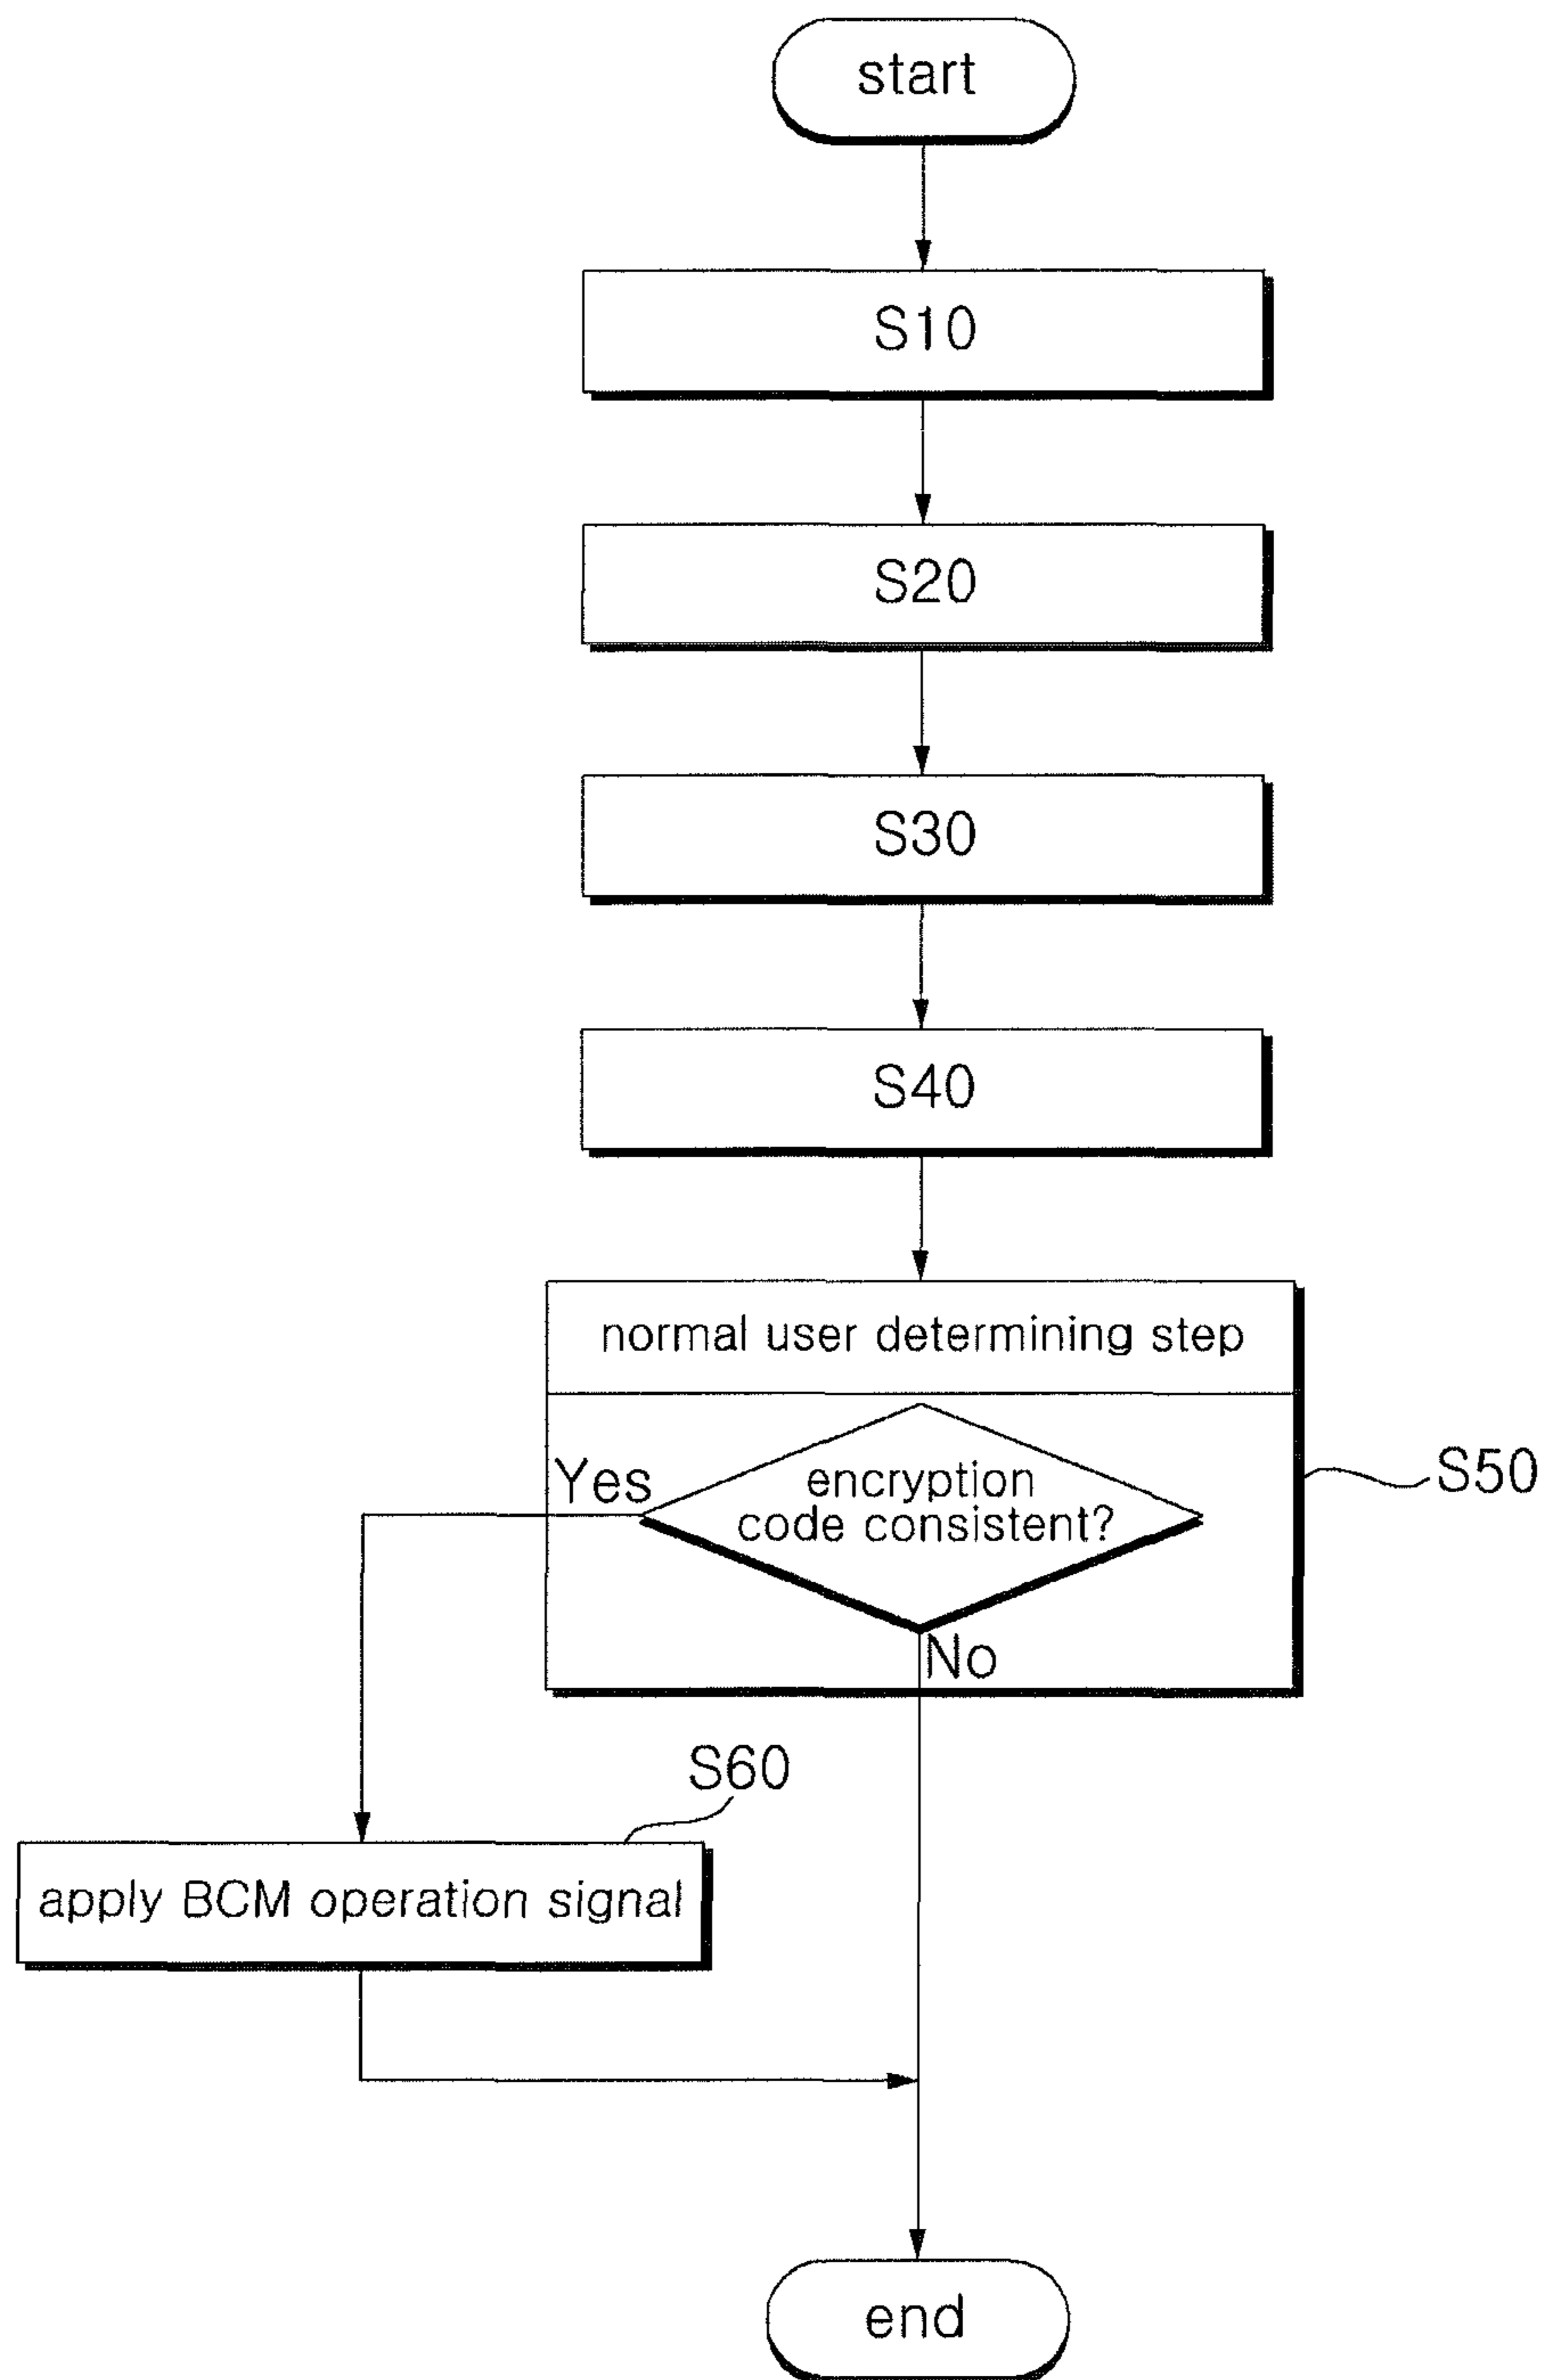 start
S10
S20
S30
S40
normal user determining step
Yes
encryption
code consistent?
S50
No
S60
apply BCM operation signal
end